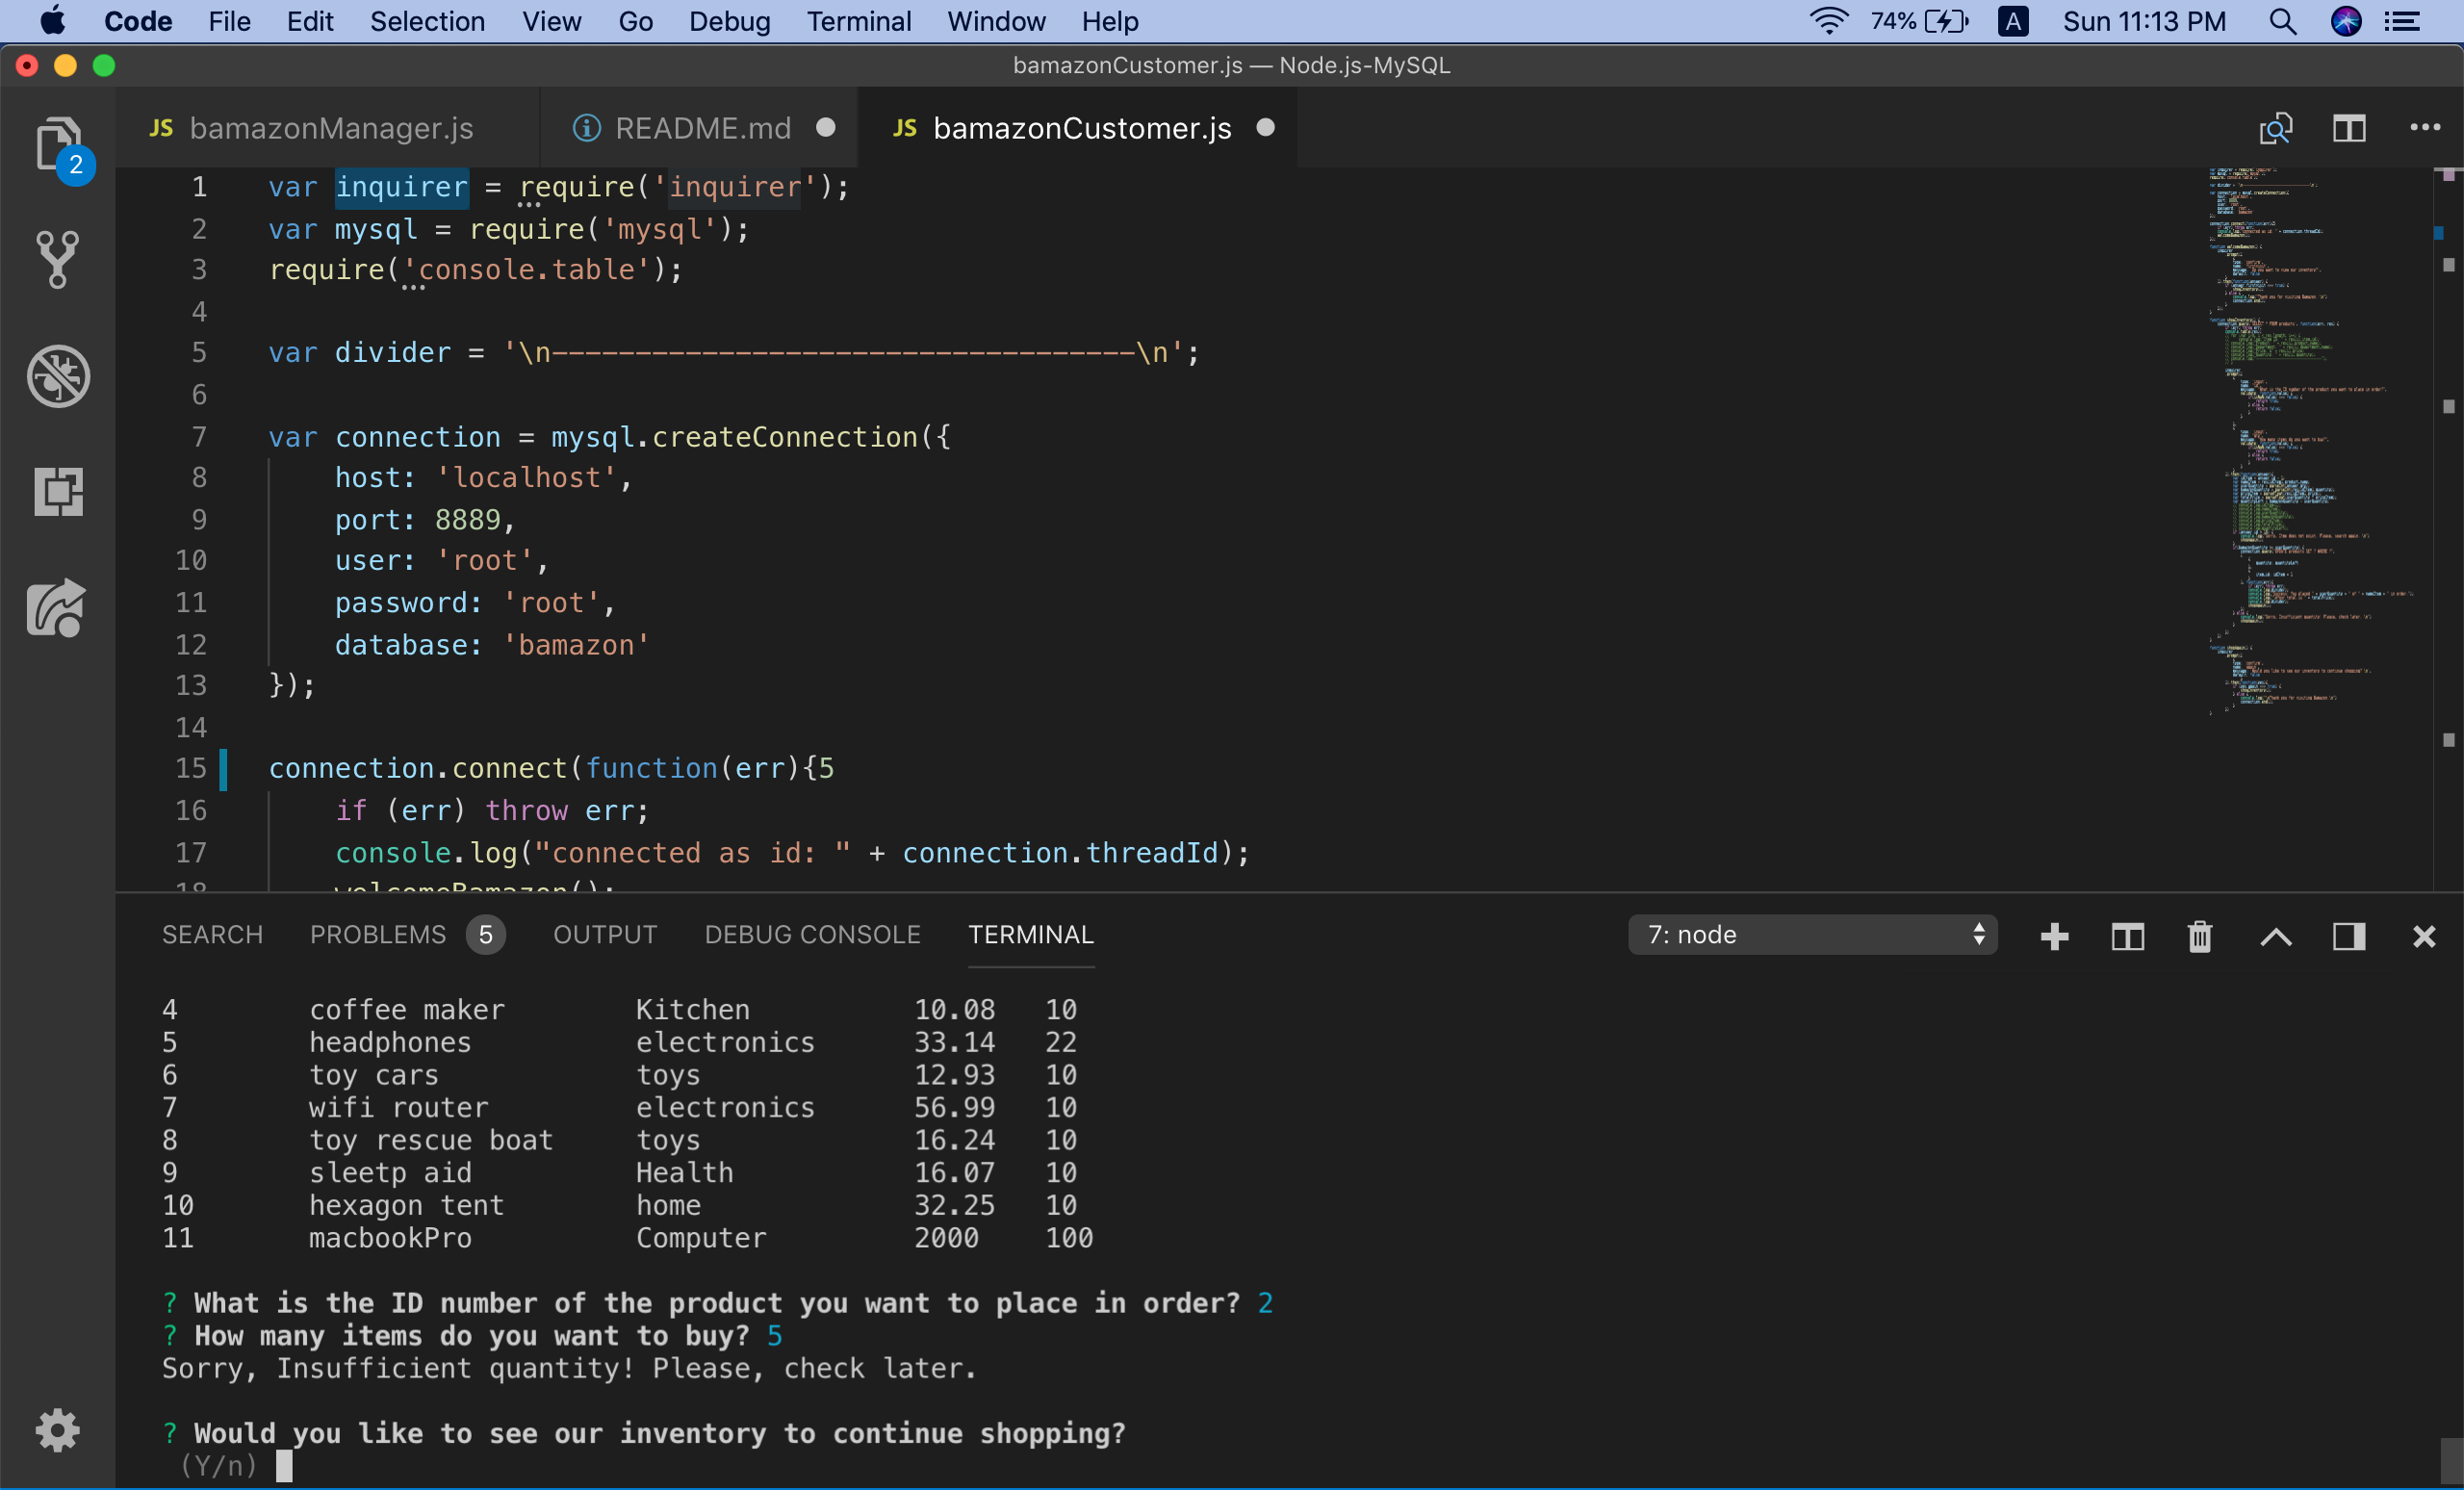 Code File Edit Selection View Go Debug Terminal Window Help 74% A Sun 11:13 PM
bamazonCustomer.js — Node.js-MySQL
2
JS bamazonManager.js README.md JS bamazonCustomer.js
1 var inquirer = require('inquirer');
2 var mysql = require('mysql');
3 require('console.table');
4
5 var divider = '\n-----------------------------------\n';
6
7 var connection = mysql.createConnection({
8 host: 'localhost',
9 port: 8889,
10 user: 'root',
11 password: 'root',
12 database: 'bamazon'
13 });
14
15 connection.connect(function(err){5
16 if (err) throw err;
17 console.log("connected as id: " + connection.threadId);
18 welcomeBamazon();
SEARCH PROBLEMS 5 OUTPUT DEBUG CONSOLE TERMINAL 7: node
4 coffee maker Kitchen 10.08 10
5 headphones electronics 33.14 22
6 toy cars toys 12.93 10
7 wifi router electronics 56.99 10
8 toy rescue boat toys 16.24 10
9 sleetp aid Health 16.07 10
10 hexagon tent home 32.25 10
11 macbookPro Computer 2000 100
? What is the ID number of the product you want to place in order? 2
? How many items do you want to buy? 5
Sorry, Insufficient quantity! Please, check later.
? Would you like to see our inventory to continue shopping?
(Y/n)